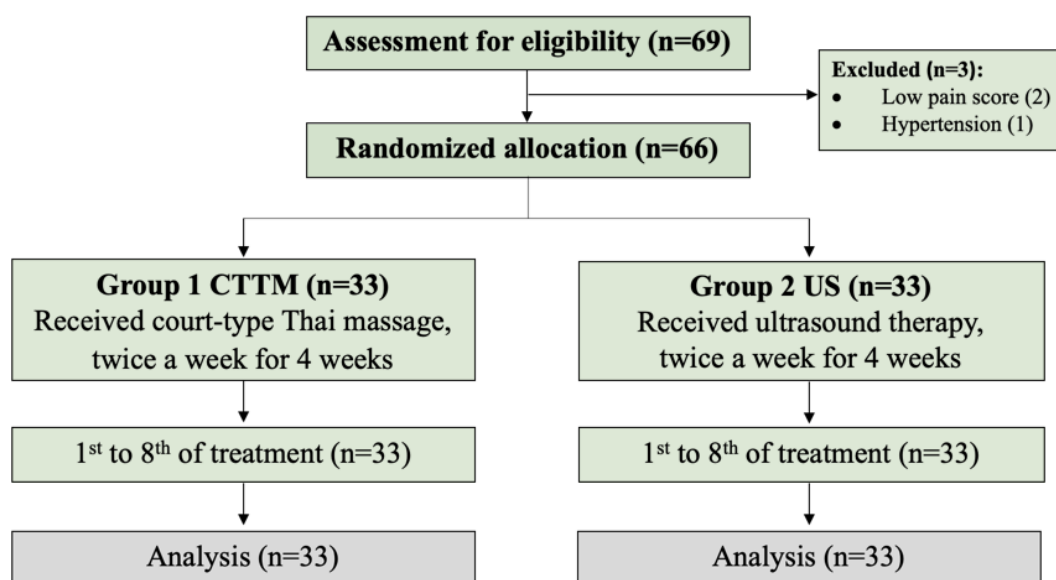 Assessment for eligibility (n=69)
Excluded (n=3):
• Low pain score (2)
• Hypertension (1)
Randomized allocation (n=66)
Group 1 CTTM (n=33)
Received court-type Thai massage,
twice a week for 4 weeks
Group 2 US (n=33)
Received ultrasound therapy,
twice a week for 4 weeks
1st to 8th of treatment (n=33)
1st to 8th of treatment (n=33)
Analysis (n=33)
Analysis (n=33)